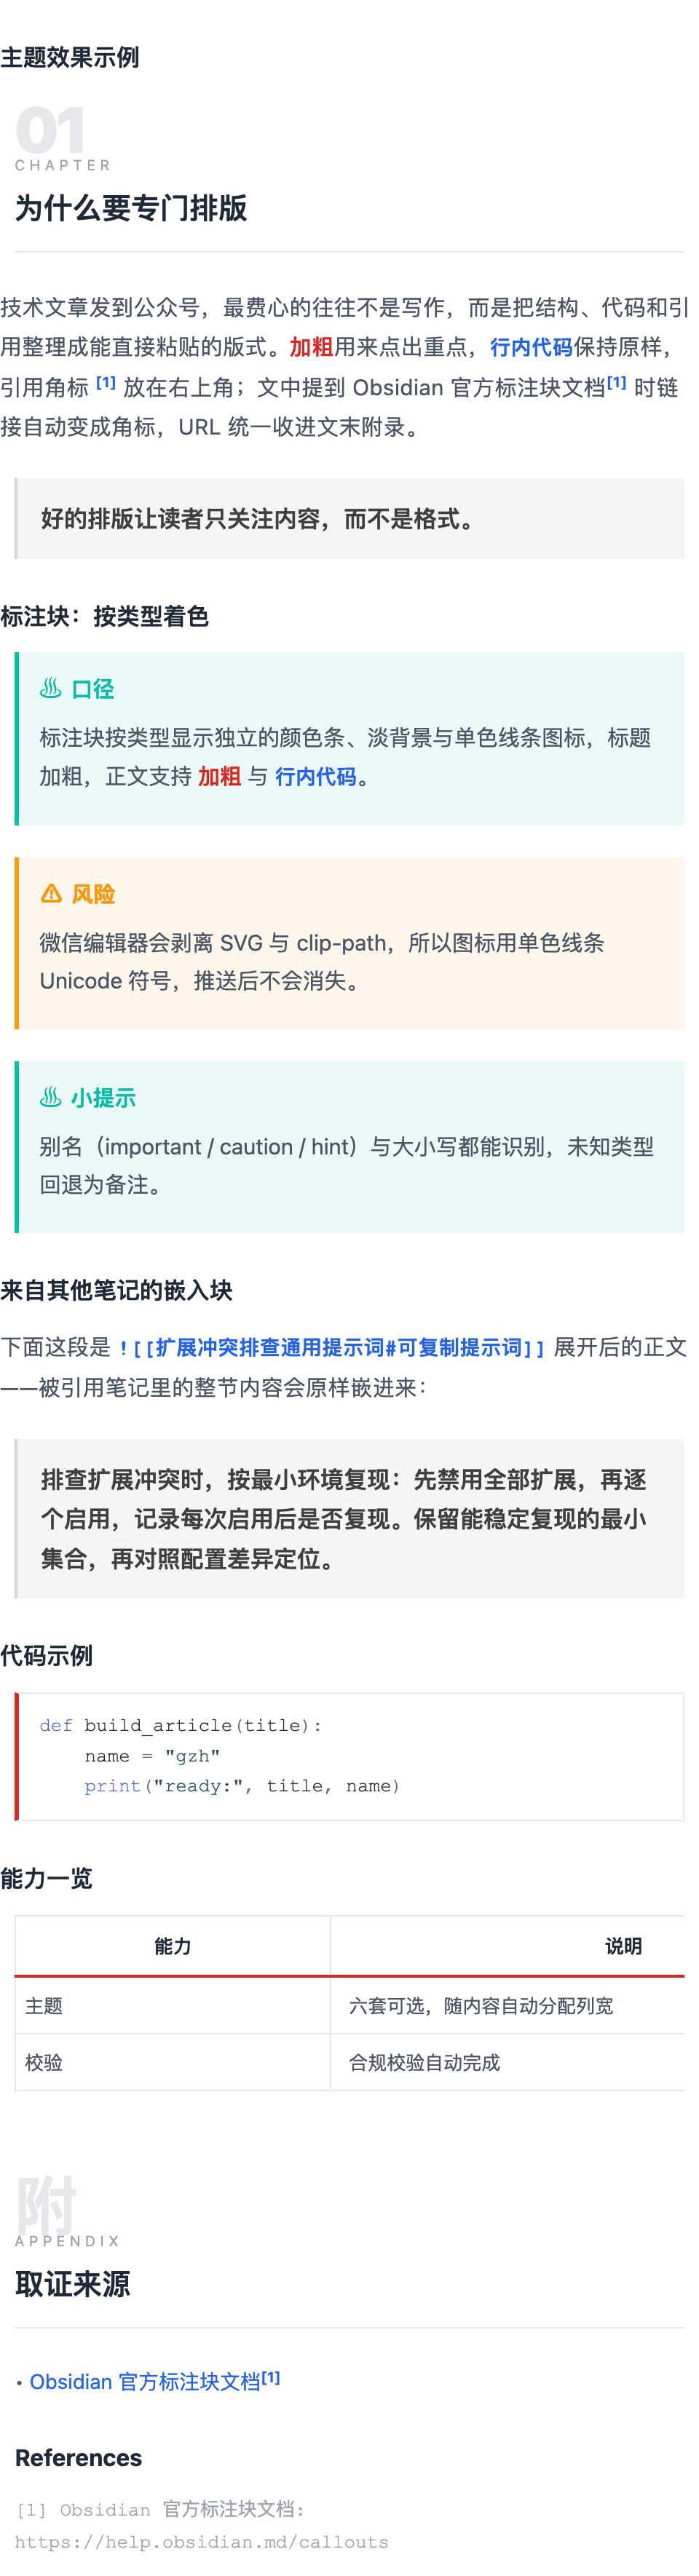 主题效果示例
01
CHAPTER
为什么要专门排版
技术文章发到公众号，最费心的往往不是写作，而是把结构、代码和引
用整理成能直接粘贴的版式。加粗用来点出重点，行内代码保持原样，
引用角标 [1] 放在右上角；文中提到 Obsidian 官方标注块文档[1] 时链
接自动变成角标，URL 统一收进文末附录。
好的排版让读者只关注内容，而不是格式。
标注块：按类型着色
♨ 口径
标注块按类型显示独立的颜色条、淡背景与单色线条图标，标题
加粗，正文支持 加粗 与 行内代码。
⚠ 风险
微信编辑器会剥离 SVG 与 clip-path，所以图标用单色线条
Unicode 符号，推送后不会消失。
♨ 小提示
别名（important / caution / hint）与大小写都能识别，未知类型
回退为备注。
来自其他笔记的嵌入块
下面这段是 ![[扩展冲突排查通用提示词#可复制提示词]] 展开后的正文
——被引用笔记里的整节内容会原样嵌进来：
排查扩展冲突时，按最小环境复现：先禁用全部扩展，再逐
个启用，记录每次启用后是否复现。保留能稳定复现的最小
集合，再对照配置差异定位。
代码示例
def build_article(title):
    name = "gzh"
    print("ready:", title, name)
能力一览
能力 说明
主题 六套可选，随内容自动分配列宽
校验 合规校验自动完成
附
APPENDIX
取证来源
• Obsidian 官方标注块文档[1]
References
[1] Obsidian 官方标注块文档:
https://help.obsidian.md/callouts